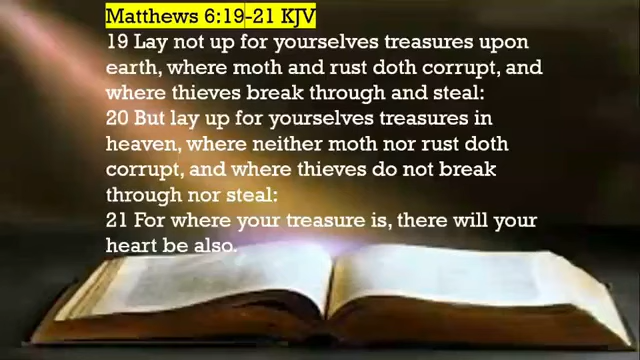 Matthews 6:19-21 KJV
19 Lay not up for yourselves treasures upon
earth, where moth and rust doth corrupt, and
where thieves break through and steal:
20 But lay up for yourselves treasures in
heaven, where neither moth nor rust doth
corrupt, and where thieves do not break
through nor steal:
21 For where your treasure is, there will your
heart be also.